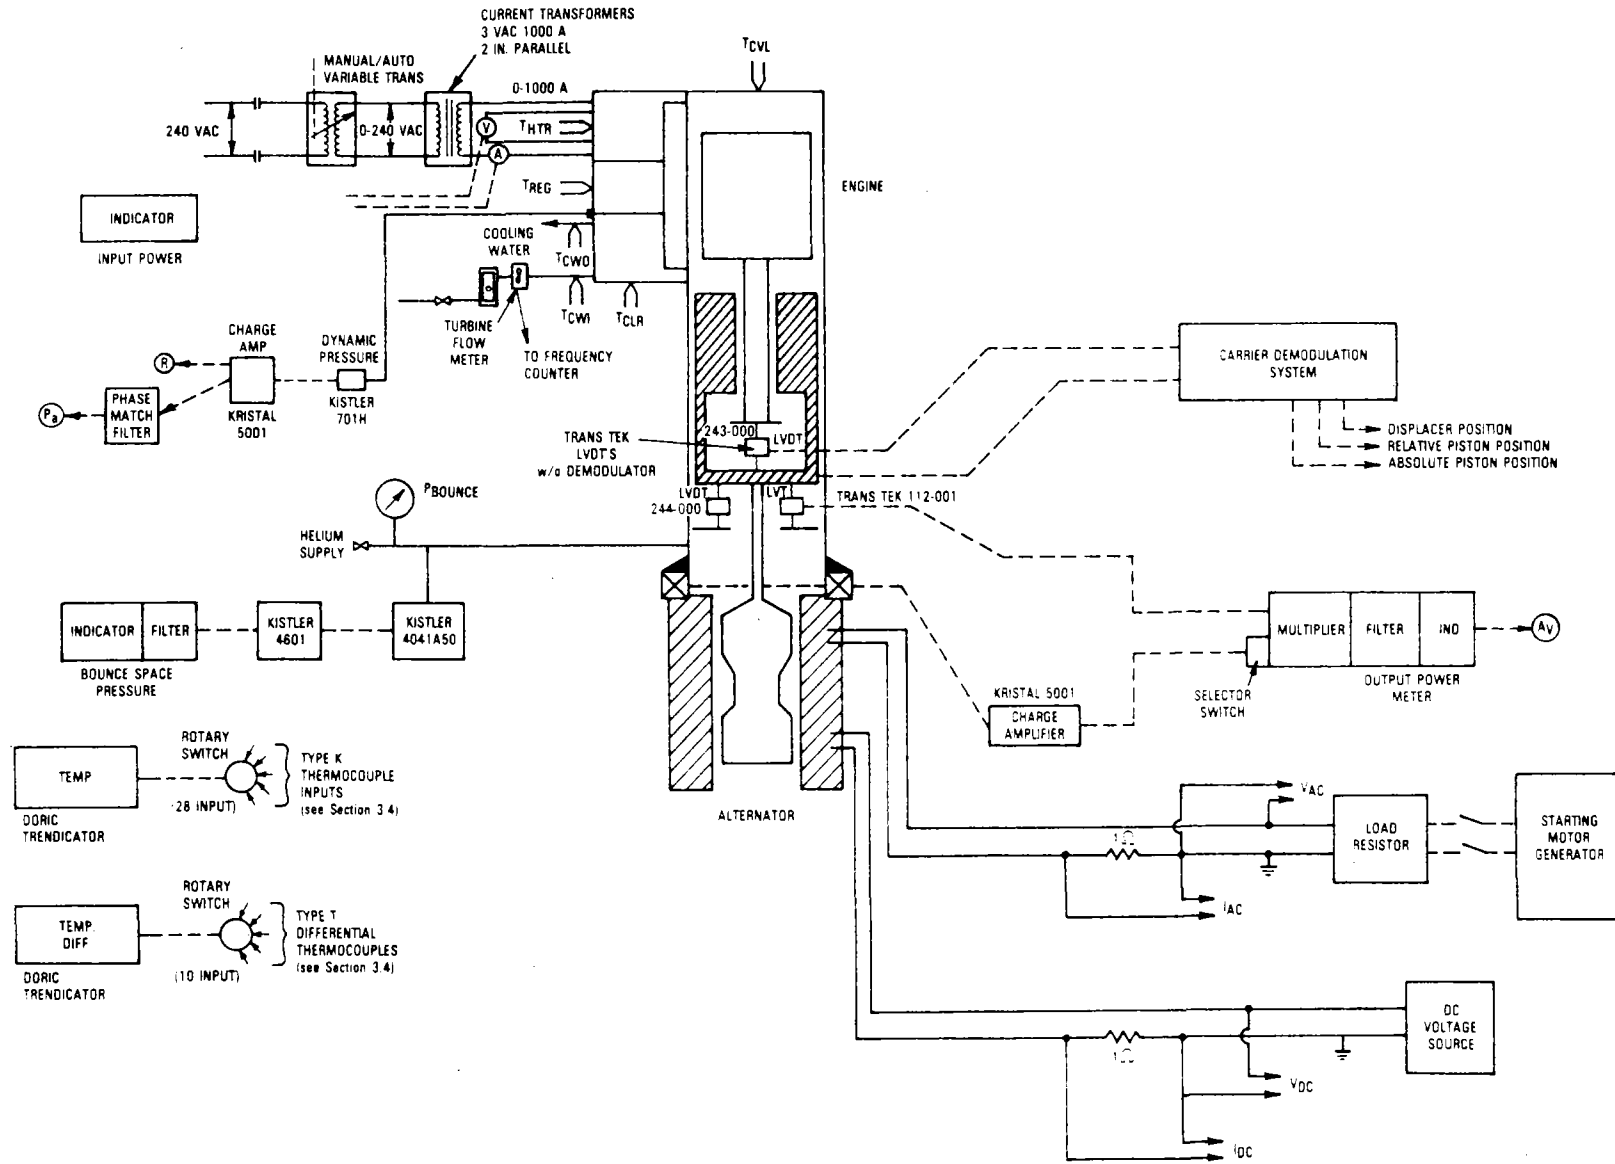 CURRENT TRANSFORMERS
3 VAC 1000 A
2 IN. PARALLEL
MANUAL/AUTO
VARIABLE TRANS
0-1000 A
240 VAC
0-240 VAC
V
A
THTR
TREG
TCVL
ENGINE
INDICATOR
INPUT POWER
COOLING
WATER
TCWO
TCWI
TCLR
TURBINE
FLOW
METER
TO FREQUENCY
COUNTER
CHARGE
AMP
KRISTAL
5001
DYNAMIC
PRESSURE
KISTLER
701H
R
Pa
PHASE
MATCH
FILTER
243-000
LVDT
TRANS TEK
LVDT'S
w/o DEMODULATOR
CARRIER DEMODULATION
SYSTEM
DISPLACER POSITION
RELATIVE PISTON POSITION
ABSOLUTE PISTON POSITION
LVDT
244-000
LVT
TRANS TEK 112-001
PBOUNCE
HELIUM
SUPPLY
INDICATOR
FILTER
KISTLER
4601
KISTLER
4041A50
BOUNCE SPACE
PRESSURE
MULTIPLIER
FILTER
IND
AV
SELECTOR
SWITCH
OUTPUT POWER
METER
KRISTAL 5001
CHARGE
AMPLIFIER
ALTERNATOR
TEMP
DORIC
TRENDICATOR
ROTARY
SWITCH
28 INPUT)
TYPE K
THERMOCOUPLE
INPUTS
(see Section 3.4)
VAC
1Ω
IAC
LOAD
RESISTOR
STARTING
MOTOR
GENERATOR
TEMP.
DIFF
DORIC
TRENDICATOR
ROTARY
SWITCH
(10 INPUT)
TYPE T
DIFFERENTIAL
THERMOCOUPLES
(see Section 3.4)
DC
VOLTAGE
SOURCE
1Ω
VDC
IDC